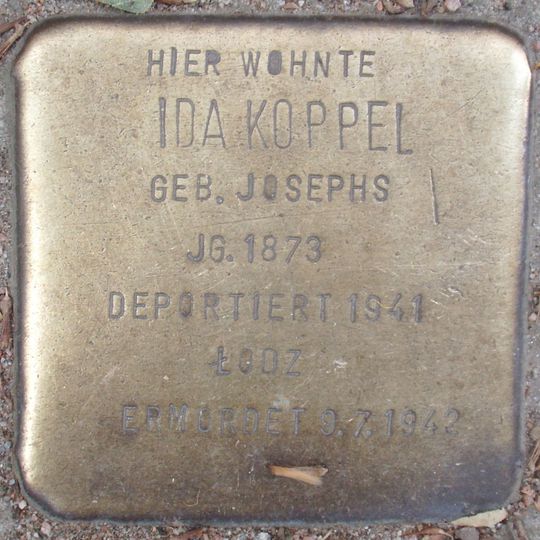 HIER WOHNTE
IDA KOPPEL
GEB. JOSEPHS
JG. 1873
DEPORTIERT 1941
ŁODZ
ERMORDET 9.7.1942